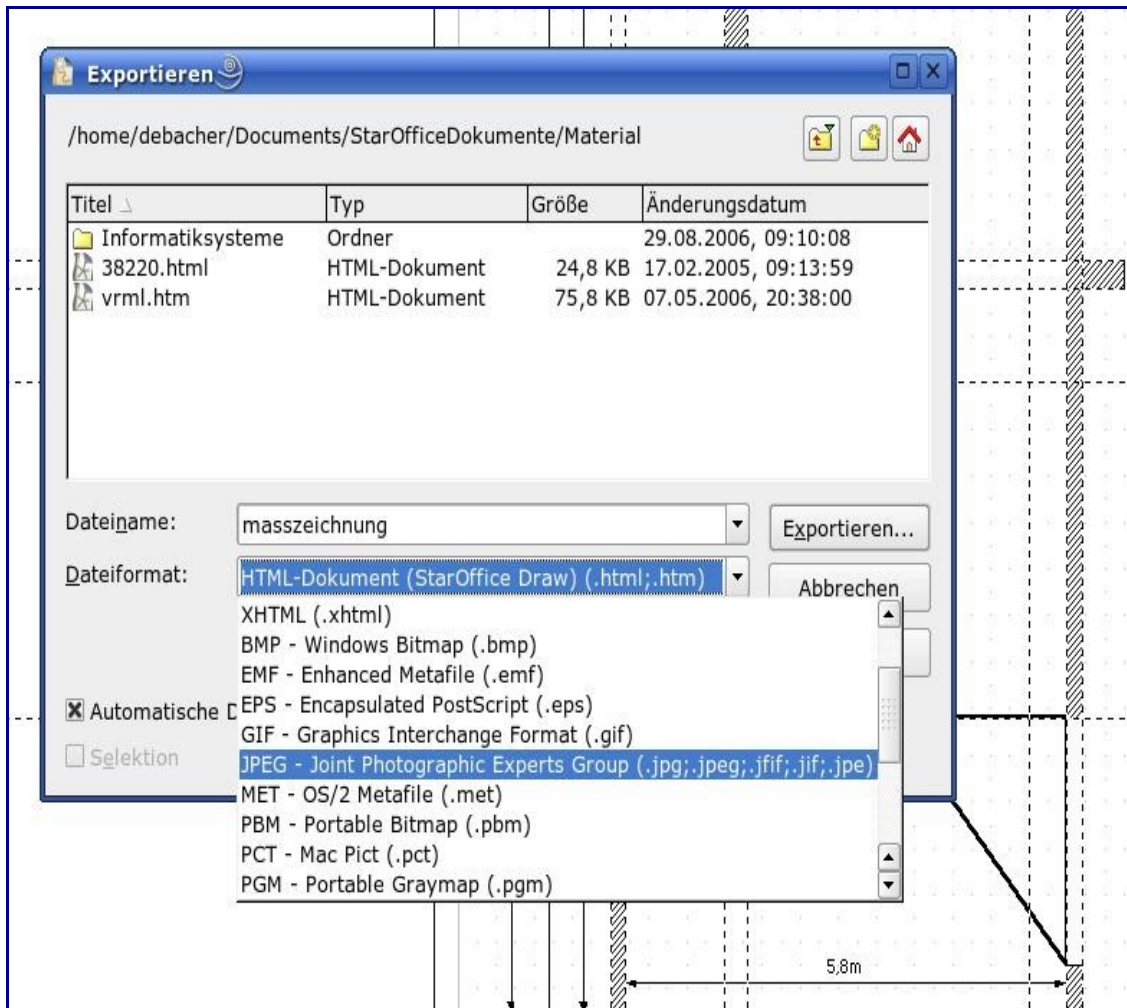 Exportieren
/home/debacher/Documents/StarOfficeDokumente/Material
Titel Typ Größe Änderungsdatum
Informatiksysteme Ordner 29.08.2006, 09:10:08
38220.html HTML-Dokument 24,8 KB 17.02.2005, 09:13:59
vrml.htm HTML-Dokument 75,8 KB 07.05.2006, 20:38:00
Dateiname: masszeichnung Exportieren...
Dateiformat: HTML-Dokument (StarOffice Draw) (.html;.htm) Abbrechen
XHTML (.xhtml)
BMP - Windows Bitmap (.bmp)
EMF - Enhanced Metafile (.emf)
Automatische D
EPS - Encapsulated PostScript (.eps)
GIF - Graphics Interchange Format (.gif)
Selektion
JPEG - Joint Photographic Experts Group (.jpg;.jpeg;.jfif;.jif;.jpe)
MET - OS/2 Metafile (.met)
PBM - Portable Bitmap (.pbm)
PCT - Mac Pict (.pct)
PGM - Portable Graymap (.pgm)
5,8m